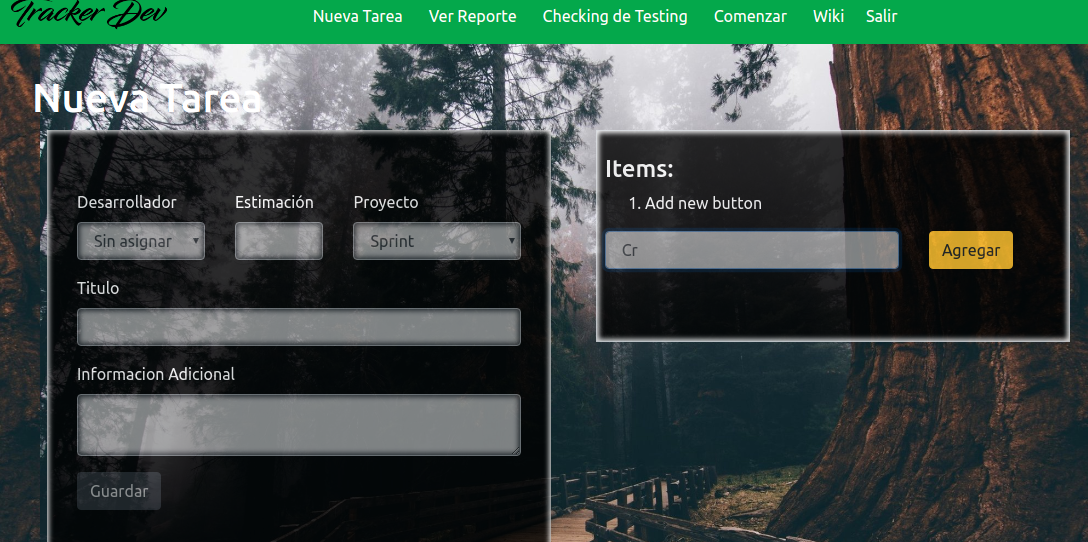 Tracker Dev
Nueva Tarea Ver Reporte Checking de Testing Comenzar Wiki Salir
Nueva Tarea
Desarrollador Estimación Proyecto
Sin asignar Sprint
Titulo
Informacion Adicional
Guardar
Items:
1. Add new button
Cr Agregar